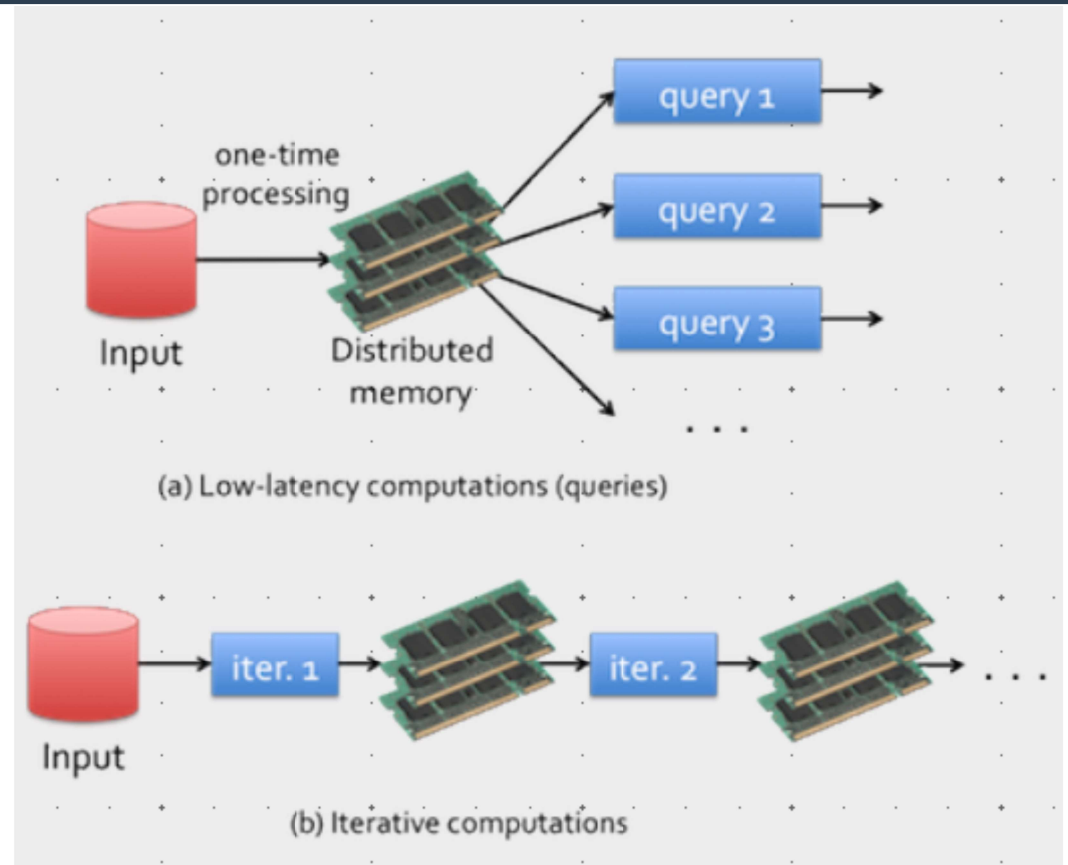 one-time
processing
query 1
query 2
query 3
Input
Distributed
memory
. . .
(a) Low-latency computations (queries)
iter. 1
iter. 2
. . .
Input
(b) Iterative computations